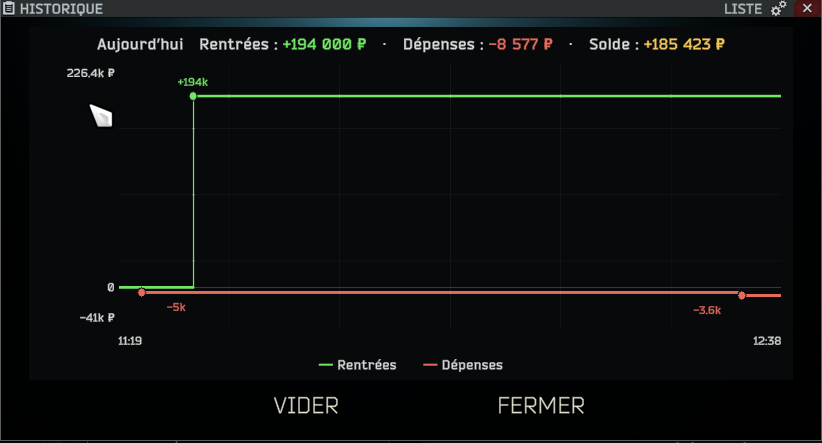 HISTORIQUE LISTE
Aujourd'hui Rentrées : +194 000 ₽ · Dépenses : −8 577 ₽ · Solde : +185 423 ₽
226.4k ₽
+194k
0
−5k
−3.6k
−41k ₽
11:19 12:38
Rentrées Dépenses
VIDER FERMER